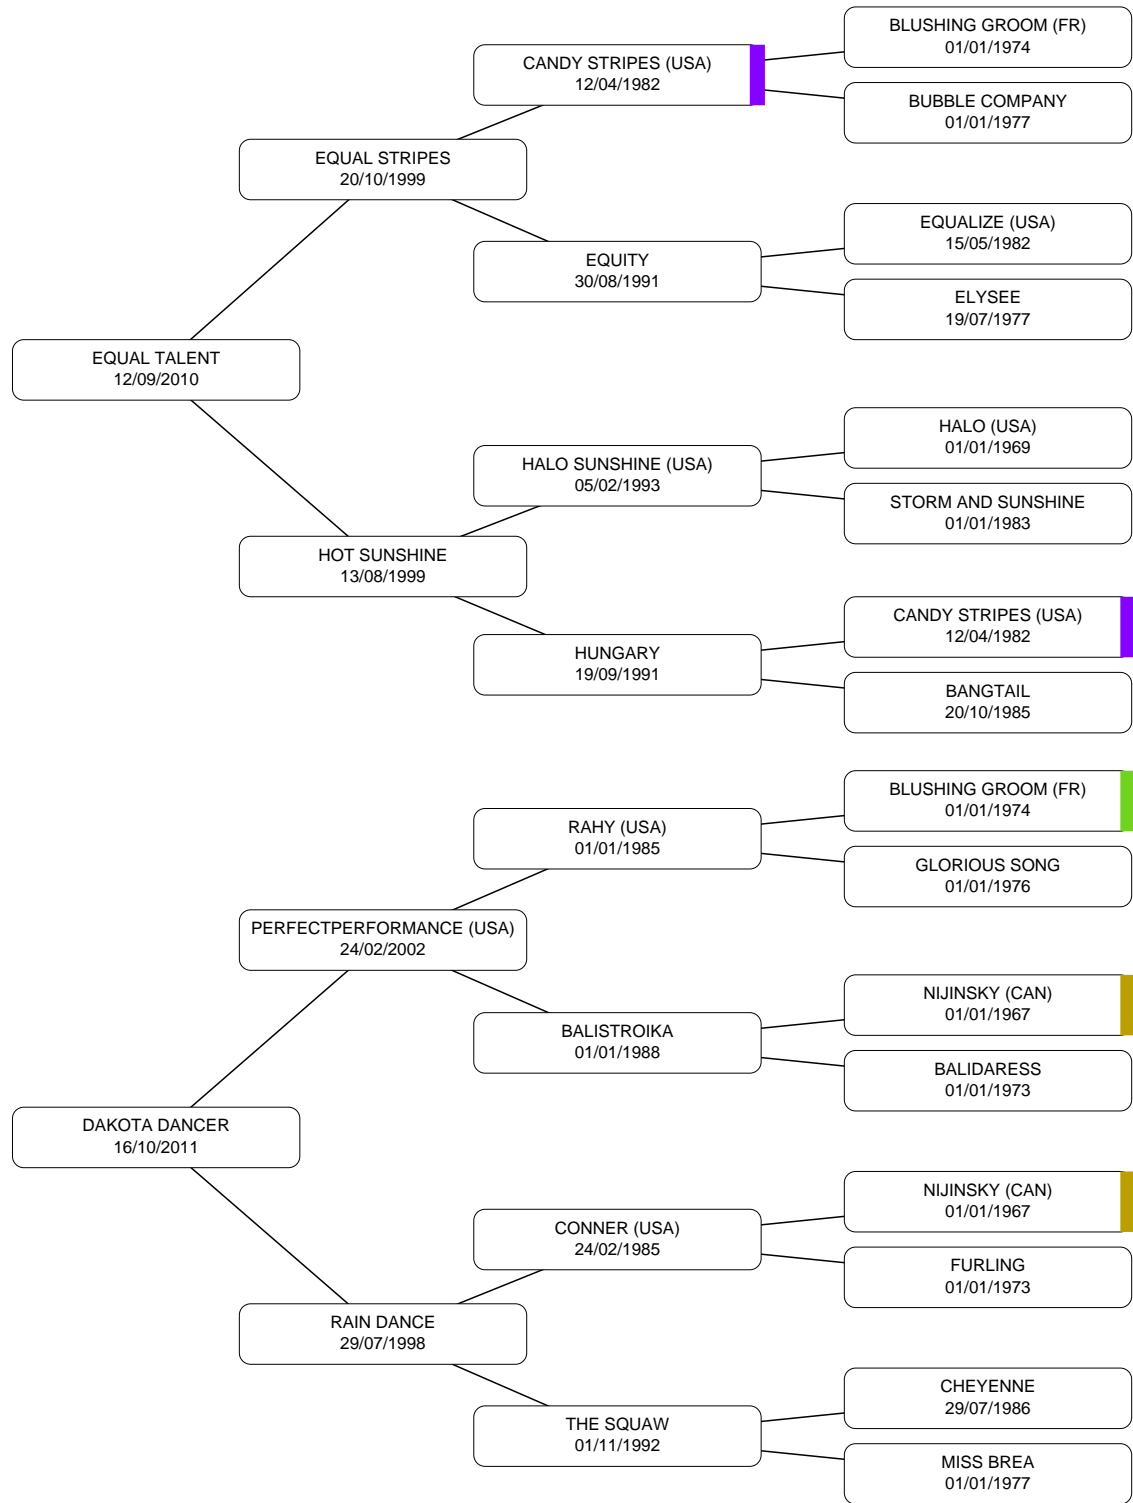 BLUSHING GROOM (FR)
01/01/1974
CANDY STRIPES (USA)
12/04/1982
BUBBLE COMPANY
01/01/1977
EQUAL STRIPES
20/10/1999
EQUALIZE (USA)
15/05/1982
EQUITY
30/08/1991
ELYSEE
19/07/1977
EQUAL TALENT
12/09/2010
HALO (USA)
01/01/1969
HALO SUNSHINE (USA)
05/02/1993
STORM AND SUNSHINE
01/01/1983
HOT SUNSHINE
13/08/1999
CANDY STRIPES (USA)
12/04/1982
HUNGARY
19/09/1991
BANGTAIL
20/10/1985
BLUSHING GROOM (FR)
01/01/1974
RAHY (USA)
01/01/1985
GLORIOUS SONG
01/01/1976
PERFECTPERFORMANCE (USA)
24/02/2002
NIJINSKY (CAN)
01/01/1967
BALISTROIKA
01/01/1988
BALIDARESS
01/01/1973
DAKOTA DANCER
16/10/2011
NIJINSKY (CAN)
01/01/1967
CONNER (USA)
24/02/1985
FURLING
01/01/1973
RAIN DANCE
29/07/1998
CHEYENNE
29/07/1986
THE SQUAW
01/11/1992
MISS BREA
01/01/1977